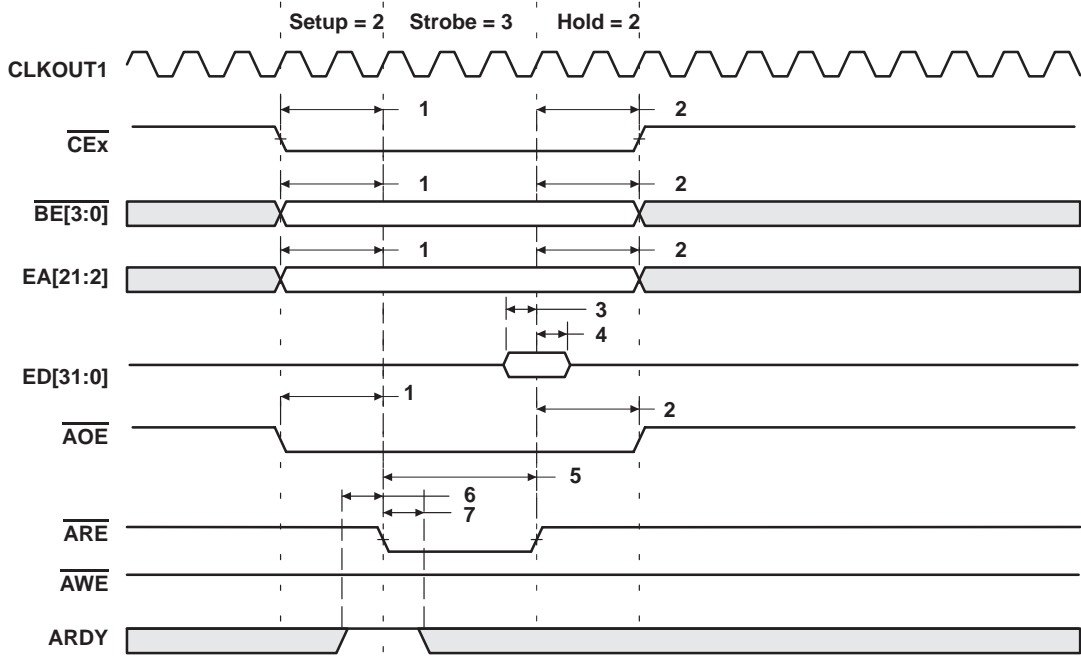 Setup = 2 Strobe = 3 Hold = 2
CLKOUT1
1 2
CEx
1 2
BE[3:0]
1 2
EA[21:2]
3
4
ED[31:0]
1
2
AOE
5
6
7
ARE
AWE
ARDY